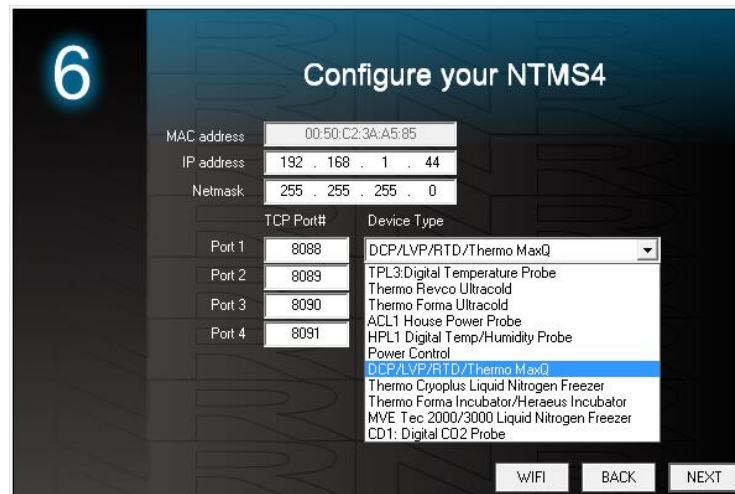 6
Configure your NTMS4
MAC address 00:50:C2:3A:A5:85
IP address 192 . 168 . 1 . 44
Netmask 255 . 255 . 255 . 0
TCP Port# Device Type
Port 1 8088 DCP/LVP/RTD/Thermo MaxQ
Port 2 8089
Port 3 8090
Port 4 8091
TPL3:Digital Temperature Probe
Thermo Revco Ultracold
Thermo Forma Ultracold
ACL1 House Power Probe
HPL1 Digital Temp/Humidity Probe
Power Control
DCP/LVP/RTD/Thermo MaxQ
Thermo Cryoplus Liquid Nitrogen Freezer
Thermo Forma Incubator/Heraeus Incubator
MVE Tec 2000/3000 Liquid Nitrogen Freezer
CD1: Digital CO2 Probe
WIFI BACK NEXT